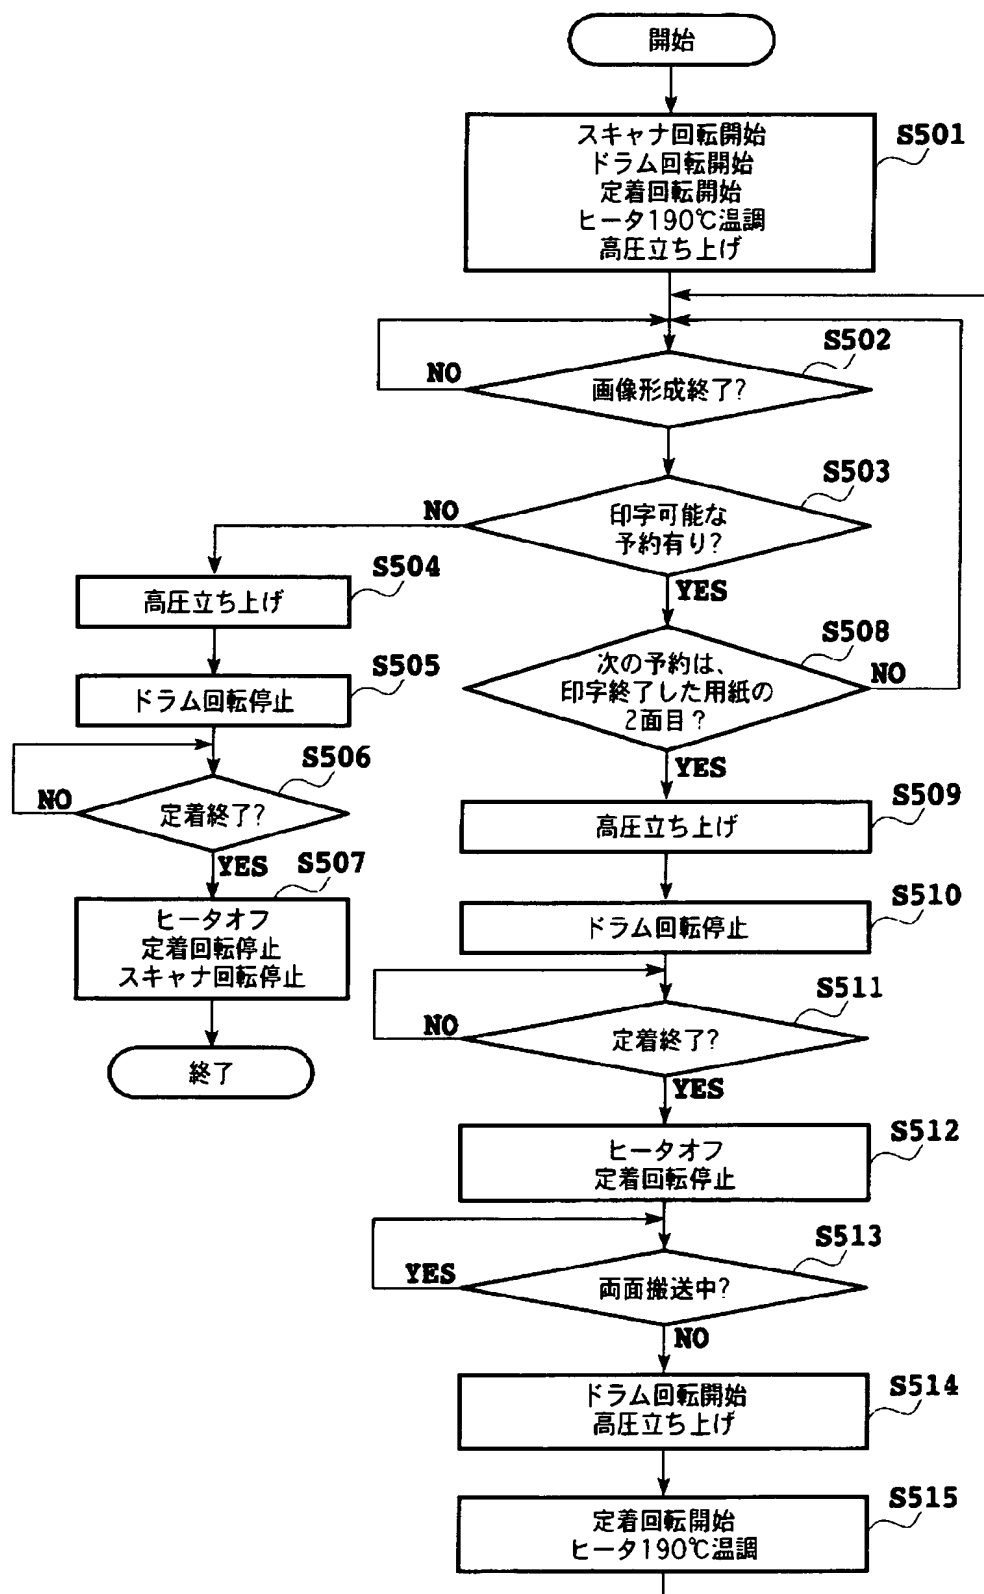 開始
S501
スキャナ回転開始
ドラム回転開始
定着回転開始
ヒータ190℃温調
高圧立ち上げ
S502
NO
画像形成終了?
S503
NO
印字可能な
予約有り?
YES
S504
高圧立ち上げ
S505
ドラム回転停止
S506
NO
定着終了?
YES
S507
ヒータオフ
定着回転停止
スキャナ回転停止
終了
S508
次の予約は、
印字終了した用紙の
2面目?
NO
YES
S509
高圧立ち上げ
S510
ドラム回転停止
S511
NO
定着終了?
YES
S512
ヒータオフ
定着回転停止
S513
YES
両面搬送中?
NO
S514
ドラム回転開始
高圧立ち上げ
S515
定着回転開始
ヒータ190℃温調